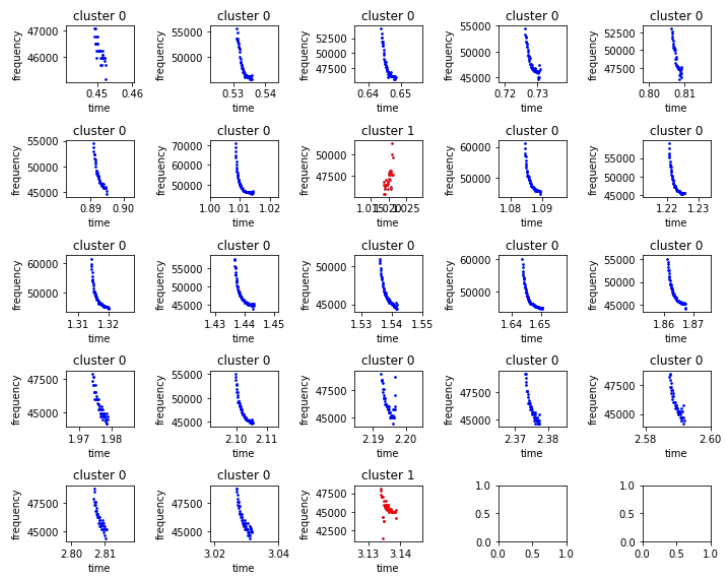 cluster 0 cluster 0 cluster 0 cluster 0 cluster 0
frequency 47000 46000 0.45 0.46 time
frequency 50000 0.53 0.54 time
frequency 52500 50000 47500 0.64 0.65 time
frequency 55000 50000 45000 0.72 0.73 time
frequency 52500 50000 47500 0.80 0.81 time
cluster 0 cluster 0 cluster 1 cluster 0 cluster 0
frequency 55000 50000 45000 0.89 0.90 time
frequency 70000 60000 50000 1.00 1.01 1.02 time
frequency 50000 47500 1.025 time
frequency 60000 50000 1.08 1.09 time
frequency 55000 50000 45000 1.22 1.23 time
cluster 0 cluster 0 cluster 0 cluster 0 cluster 0
frequency 60000 50000 1.31 1.32 time
frequency 55000 50000 45000 1.43 1.44 1.45 time
frequency 50000 45000 1.53 1.54 1.55 time
frequency 60000 55000 50000 45000 1.64 1.65 time
frequency 55000 50000 45000 1.86 1.87 time
cluster 0 cluster 0 cluster 0 cluster 0 cluster 0
frequency 47500 45000 1.97 1.98 time
frequency 55000 50000 45000 2.10 2.11 time
frequency 47500 45000 2.19 2.20 time
frequency 47500 45000 2.37 2.38 time
frequency 47500 45000 2.58 2.60 time
cluster 0 cluster 0 cluster 1
frequency 47500 45000 2.80 2.81 time
frequency 47500 45000 3.02 3.04 time
frequency 47500 45000 42500 3.13 3.14 time
1.0 0.5 0.0 0.0 0.5 1.0
1.0 0.5 0.0 0.0 0.5 1.0